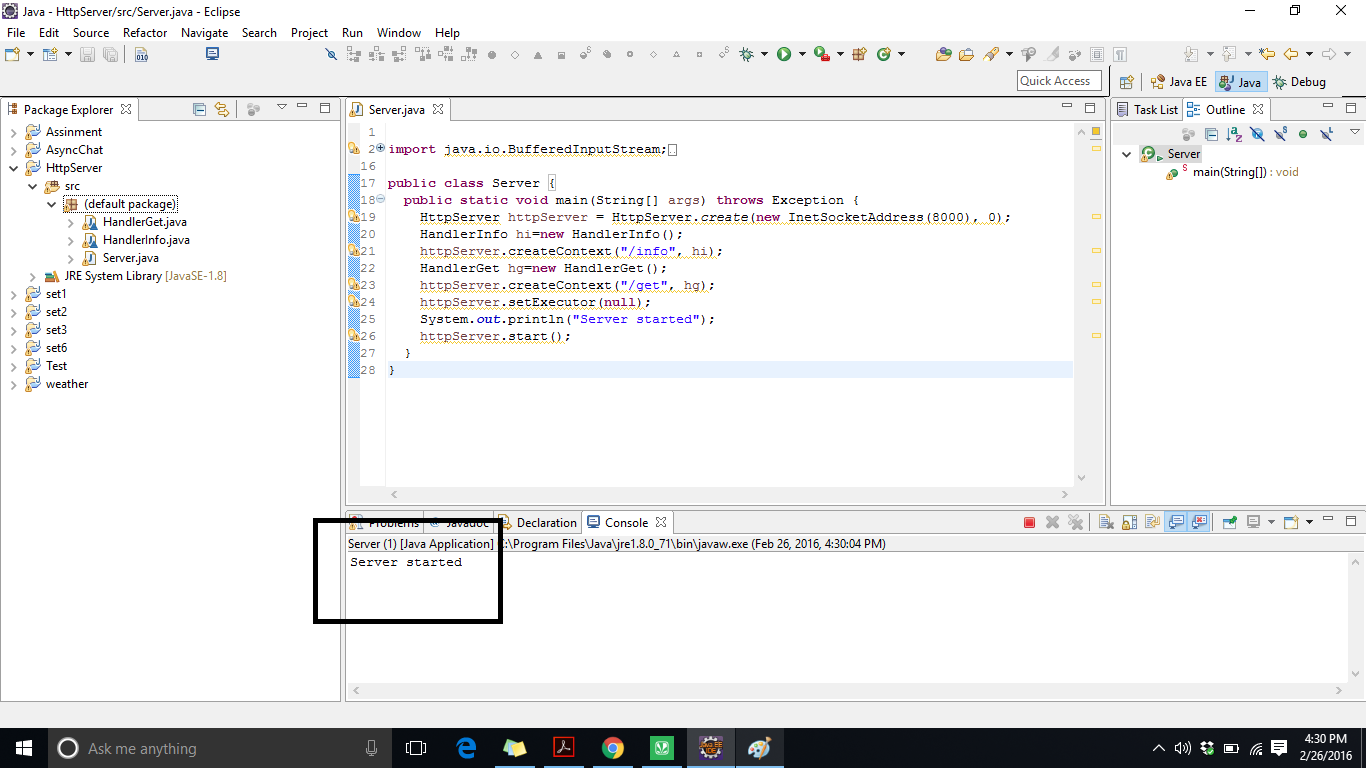 Java - HttpServer/src/Server.java - Eclipse
File Edit Source Refactor Navigate Search Project Run Window Help
010
Quick Access
Java EE
Java
Debug
Package Explorer
Assinment
AsyncChat
HttpServer
src
(default package)
HandlerGet.java
HandlerInfo.java
Server.java
JRE System Library [JavaSE-1.8]
set1
set2
set3
set6
Test
weather
Server.java
1
2 import java.io.BufferedInputStream;
16
17 public class Server {
18 public static void main(String[] args) throws Exception {
19 HttpServer httpServer = HttpServer.create(new InetSocketAddress(8000), 0);
20 HandlerInfo hi=new HandlerInfo();
21 httpServer.createContext("/info", hi);
22 HandlerGet hg=new HandlerGet();
23 httpServer.createContext("/get", hg);
24 httpServer.setExecutor(null);
25 System.out.println("Server started");
26 httpServer.start();
27 }
28 }
Task List Outline
Server
main(String[]) : void
Problems @ Javadoc Declaration Console
Server (1) [Java Application] :\Program Files\Java\jre1.8.0_71\bin\javaw.exe (Feb 26, 2016, 4:30:04 PM)
Server started
Ask me anything
4:30 PM
2/26/2016